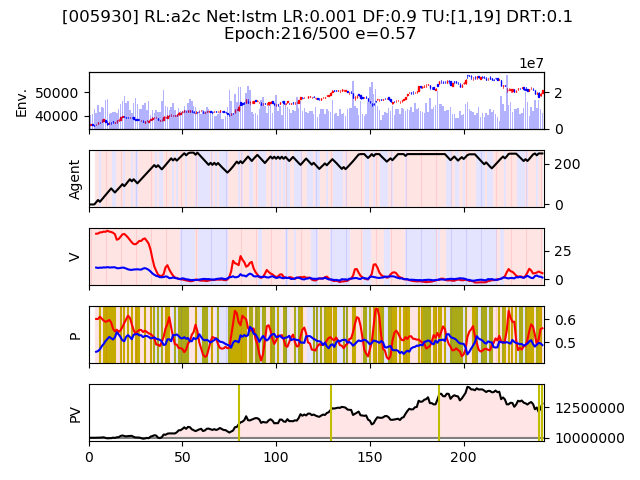 [005930] RL:a2c Net:lstm LR:0.001 DF:0.9 TU:[1,19] DRT:0.1
Epoch:216/500 e=0.57
1e7
Env.
50000
40000
2
0
Agent
200
0
V
25
0
P
0.6
0.5
PV
12500000
10000000
0
50
100
150
200